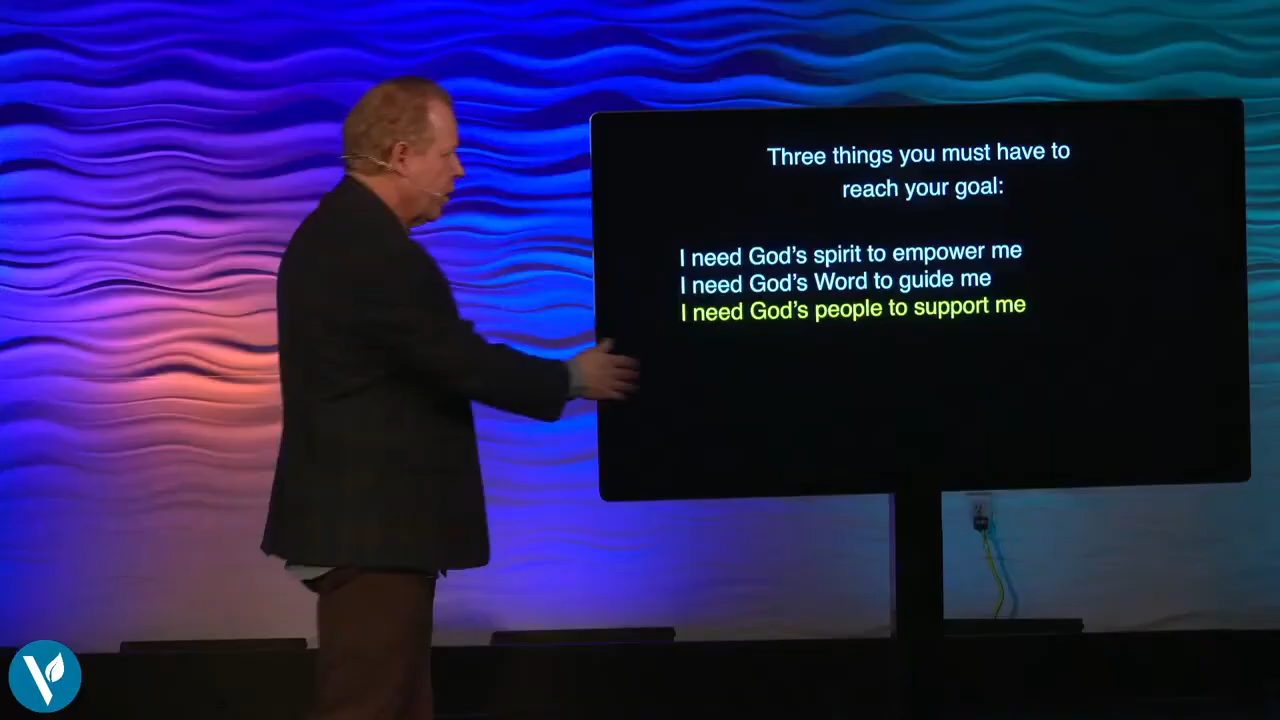 Three things you must have to
reach your goal:
I need God's spirit to empower me
I need God's Word to guide me
I need God's people to support me